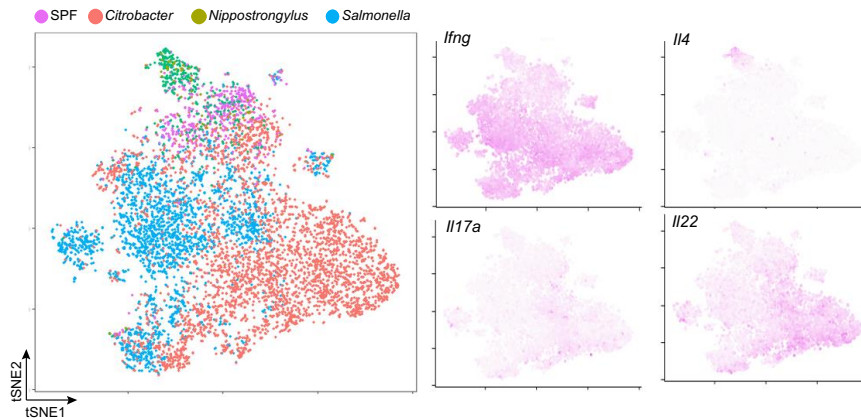 SPF Citrobacter Nippostrongylus Salmonella
Ifng
Il4
Il17a
Il22
tSNE2
tSNE1